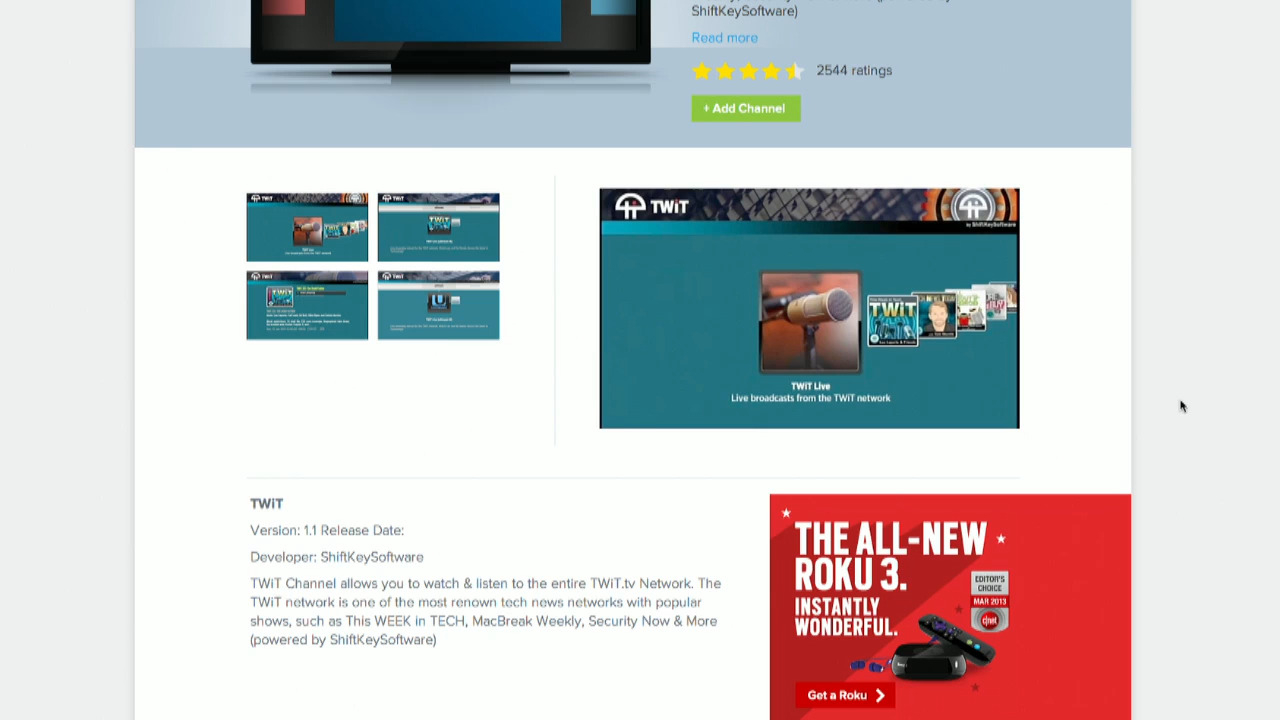 ShiftKeySoftware)
Read more
2544 ratings
+ Add Channel
TWiT
by ShiftKeySoftware
TWiT
TWiT Live
Live broadcasts from the TWiT network
TWiT
Version: 1.1 Release Date:
Developer: ShiftKeySoftware
TWiT Channel allows you to watch & listen to the entire TWiT.tv Network. The
TWiT network is one of the most renown tech news networks with popular
shows, such as This WEEK in TECH, MacBreak Weekly, Security Now & More
(powered by ShiftKeySoftware)
THE ALL-NEW
ROKU 3.
INSTANTLY
WONDERFUL.
EDITOR'S
CHOICE
MAR 2013
c|net
Get a Roku